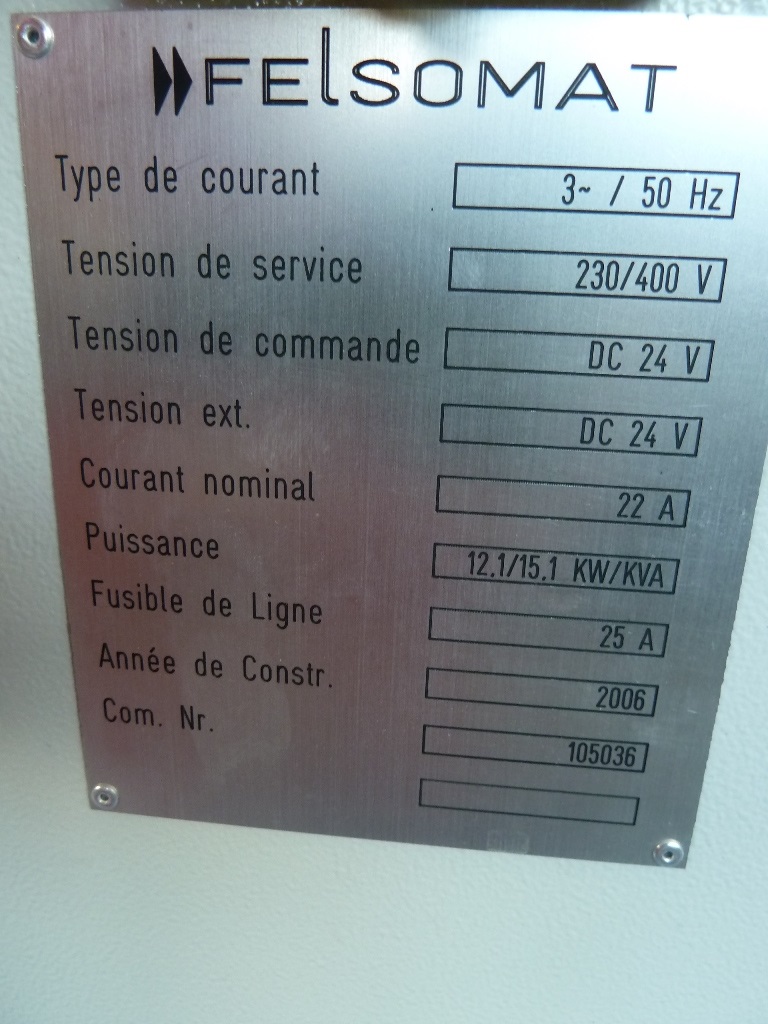 FElSOMAT
Type de courant 3~ / 50 Hz
Tension de service 230/400 V
Tension de commande DC 24 V
Tension ext. DC 24 V
Courant nominal 22 A
Puissance 12.1/15.1 KW/KVA
Fusible de Ligne 25 A
Année de Constr. 2006
Com. Nr. 105036